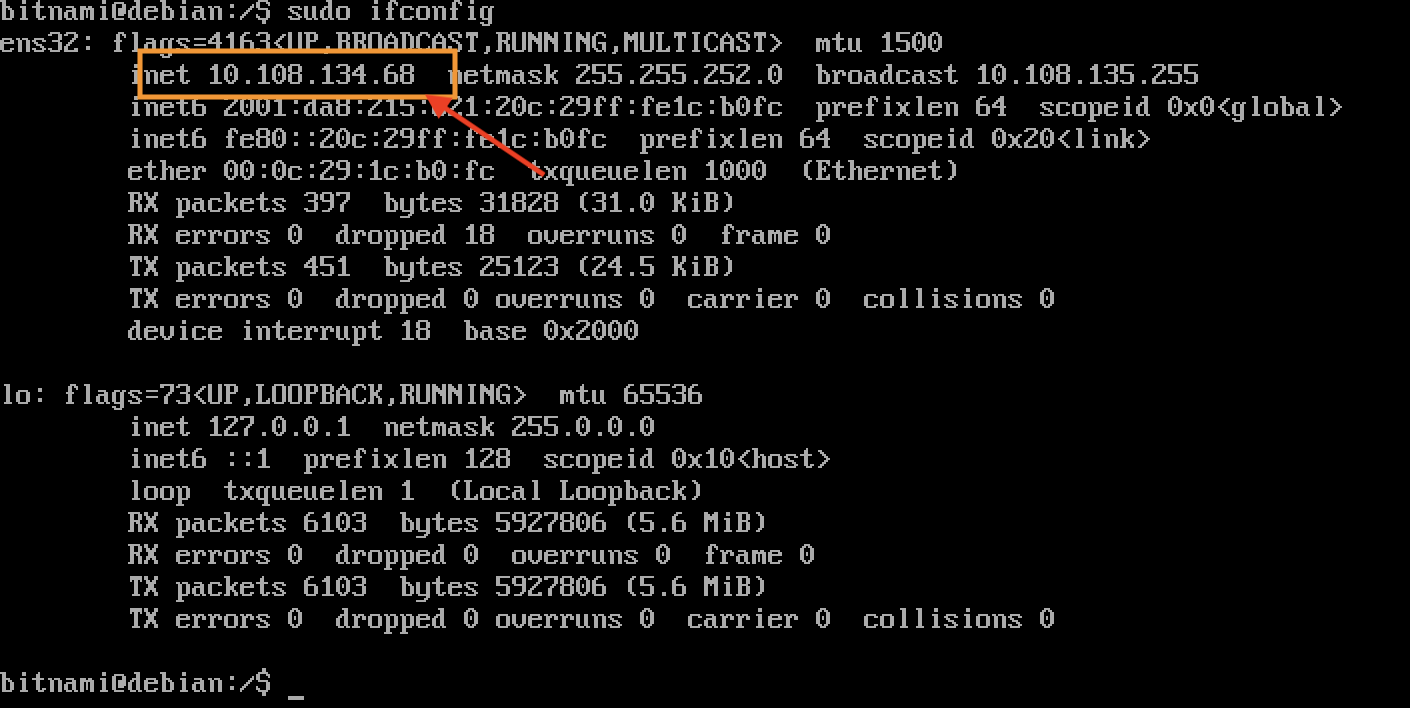 bitnami@debian:/$ sudo ifconfig
ens32: flags=4163<UP,BROADCAST,RUNNING,MULTICAST>  mtu 1500
inet 10.108.134.68  netmask 255.255.252.0  broadcast 10.108.135.255
inet6 prefixlen 64  scopeid 0x0<global>
inet6 fe80::20c:29ff:fe1c:b0fc  prefixlen 64  scopeid 0x20<link>
ether 00:0c:29:1c:b0:fc  txqueuelen 1000  (Ethernet)
RX packets 397  bytes 31828 (31.0 KiB)
RX errors 0  dropped 18  overruns 0  frame 0
TX packets 451  bytes 25123 (24.5 KiB)
TX errors 0  dropped 0 overruns 0  carrier 0  collisions 0
device interrupt 18  base 0x2000
lo: flags=73<UP,LOOPBACK,RUNNING>  mtu 65536
inet 127.0.0.1  netmask 255.0.0.0
inet6 ::1  prefixlen 128  scopeid 0x10<host>
loop  txqueuelen 1  (Local Loopback)
RX packets 6103  bytes 5927806 (5.6 MiB)
RX errors 0  dropped 0  overruns 0  frame 0
TX packets 6103  bytes 5927806 (5.6 MiB)
TX errors 0  dropped 0 overruns 0  carrier 0  collisions 0
bitnami@debian:/$ _